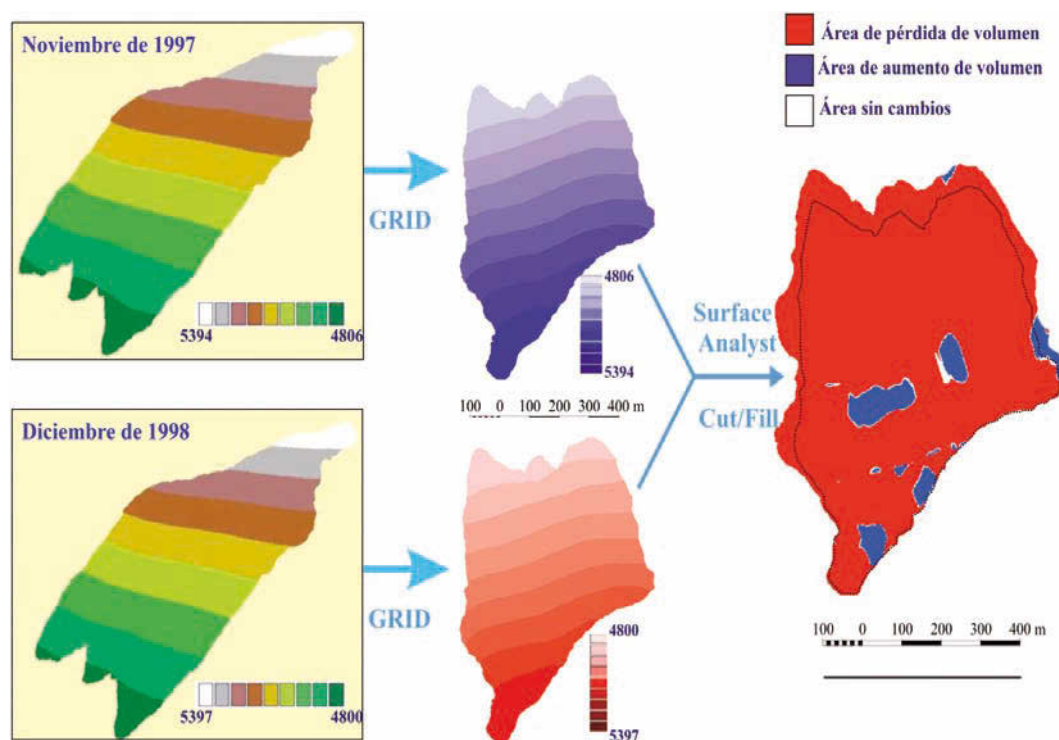 Noviembre de 1997
5394
4806
GRID
4806
5394
100 0 100 200 300 400 m
Diciembre de 1998
5397
4800
GRID
4800
5397
Surface
Analyst
Cut/Fill
Área de pérdida de volumen
Área de aumento de volumen
Área sin cambios
100 0 200 400 m